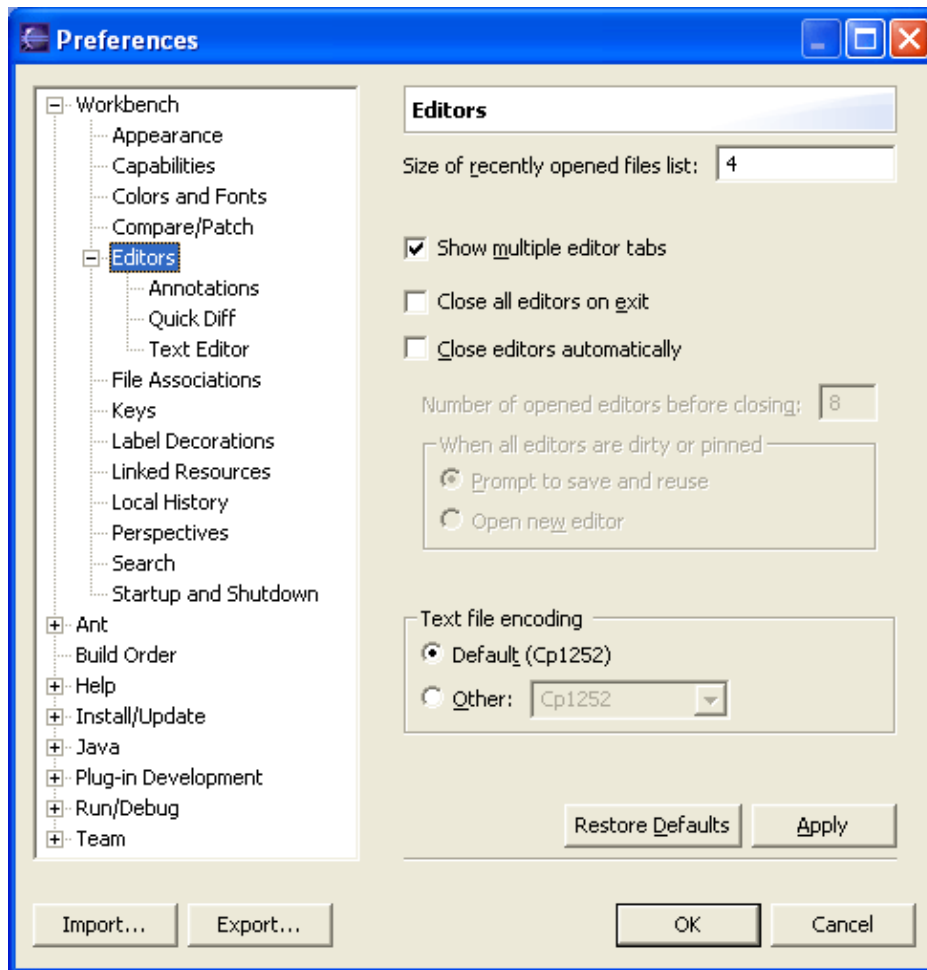 Preferences
Workbench
Appearance
Capabilities
Colors and Fonts
Compare/Patch
Editors
Annotations
Quick Diff
Text Editor
File Associations
Keys
Label Decorations
Linked Resources
Local History
Perspectives
Search
Startup and Shutdown
Ant
Build Order
Help
Install/Update
Java
Plug-in Development
Run/Debug
Team
Editors
Size of recently opened files list: 4
Show multiple editor tabs
Close all editors on exit
Close editors automatically
Number of opened editors before closing: 8
When all editors are dirty or pinned
Prompt to save and reuse
Open new editor
Text file encoding
Default (Cp1252)
Other: Cp1252
Restore Defaults Apply
Import... Export... OK Cancel